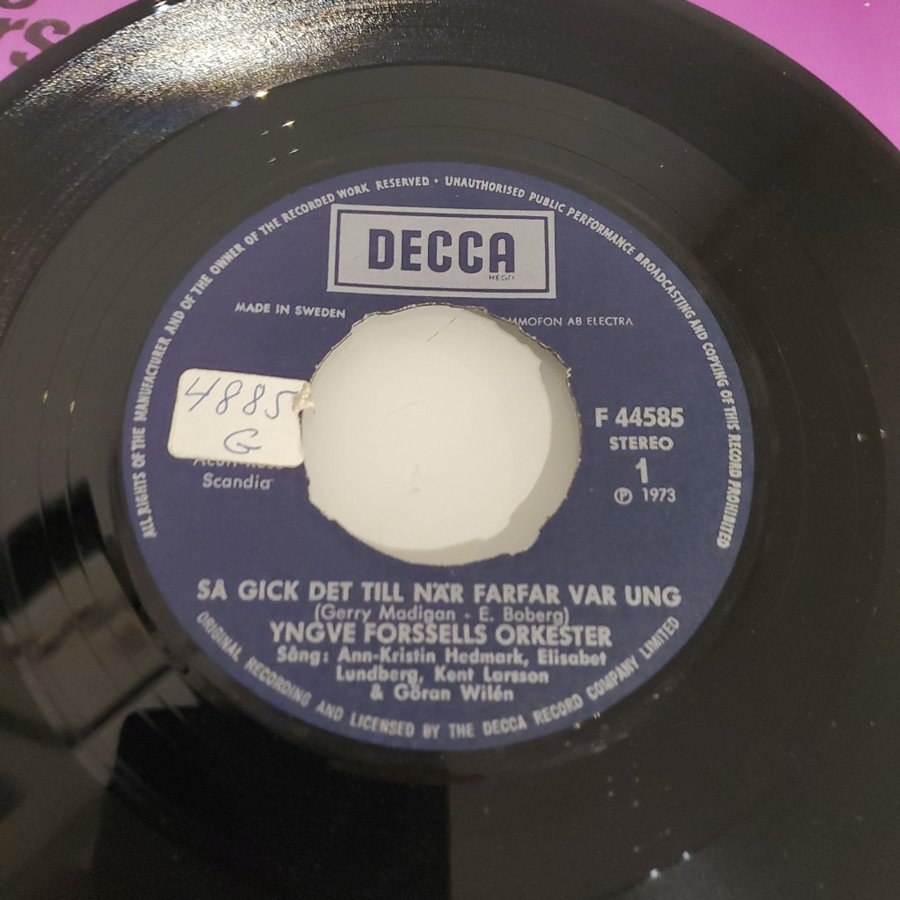 ALL RIGHTS OF THE MANUFACTURER AND OF THE OWNER OF THE RECORDED WORK RESERVED • UNAUTHORISED PUBLIC PERFORMANCE BROADCASTING AND COPYING OF THIS RECORD PROHIBITED
DECCA
REGD.
MADE IN SWEDEN
AB ELECTRA
4885
G
Scandia
F 44585
STEREO
1
Ⓟ 1973
SA GICK DET TILL NÄR FARFAR VAR UNG
(Gerry Madigan - E. Boberg)
YNGVE FORSSELLS ORKESTER
Sång: Ann-Kristin Hedmark, Elisabet
Lundberg, Kent Larsson
& Göran Wilén
ORIGINAL RECORDING AND LICENSED BY THE DECCA RECORD COMPANY LIMITED